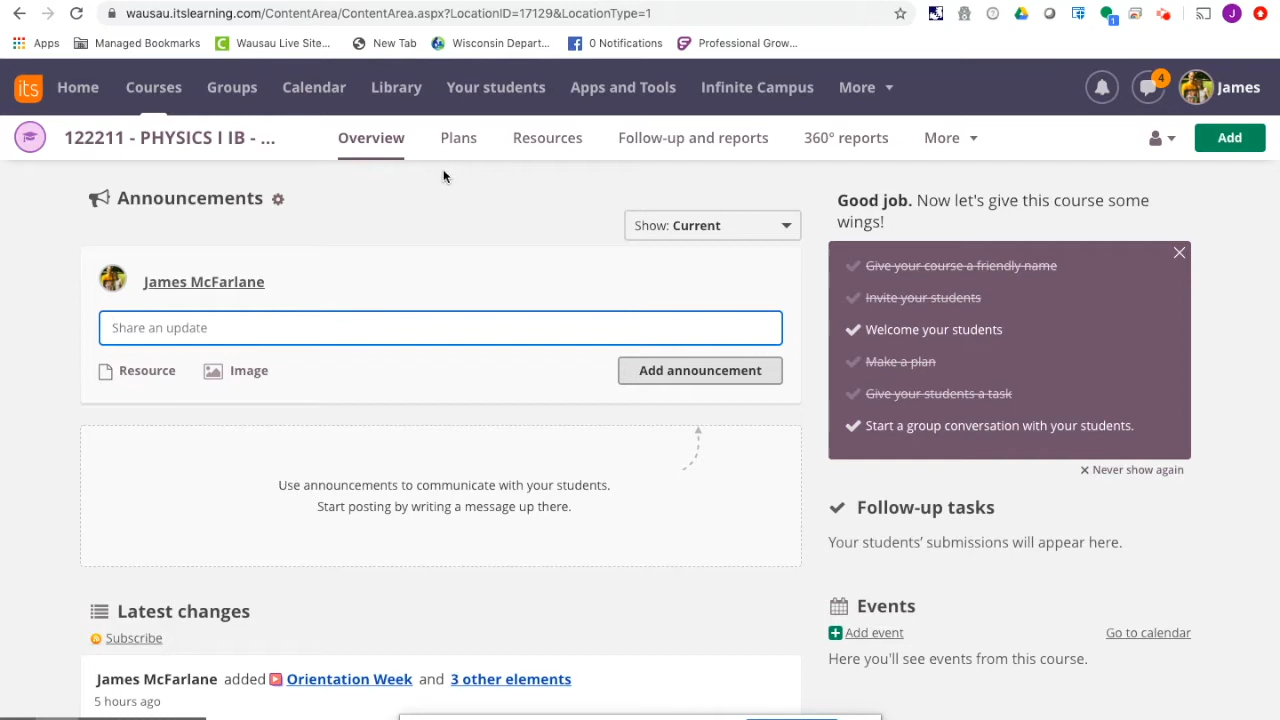 wausau.itslearning.com/ContentArea/ContentArea.aspx?LocationID=17129&LocationType=1
1
J
Apps
Managed Bookmarks
Wausau Live Site...
New Tab
Wisconsin Depart...
0 Notifications
Professional Grow...
its
Home
Courses
Groups
Calendar
Library
Your students
Apps and Tools
Infinite Campus
More
4
James
122211 - PHYSICS I IB - ...
Overview
Plans
Resources
Follow-up and reports
360° reports
More
Add
Announcements
Show: Current
James McFarlane
Share an update
Resource
Image
Add announcement
Use announcements to communicate with your students.
Start posting by writing a message up there.
Latest changes
Subscribe
James McFarlane added Orientation Week and 3 other elements
5 hours ago
Good job. Now let's give this course some
wings!
Give your course a friendly name
Invite your students
Welcome your students
Make a plan
Give your students a task
Start a group conversation with your students.
× Never show again
Follow-up tasks
Your students' submissions will appear here.
Events
Add event
Go to calendar
Here you'll see events from this course.